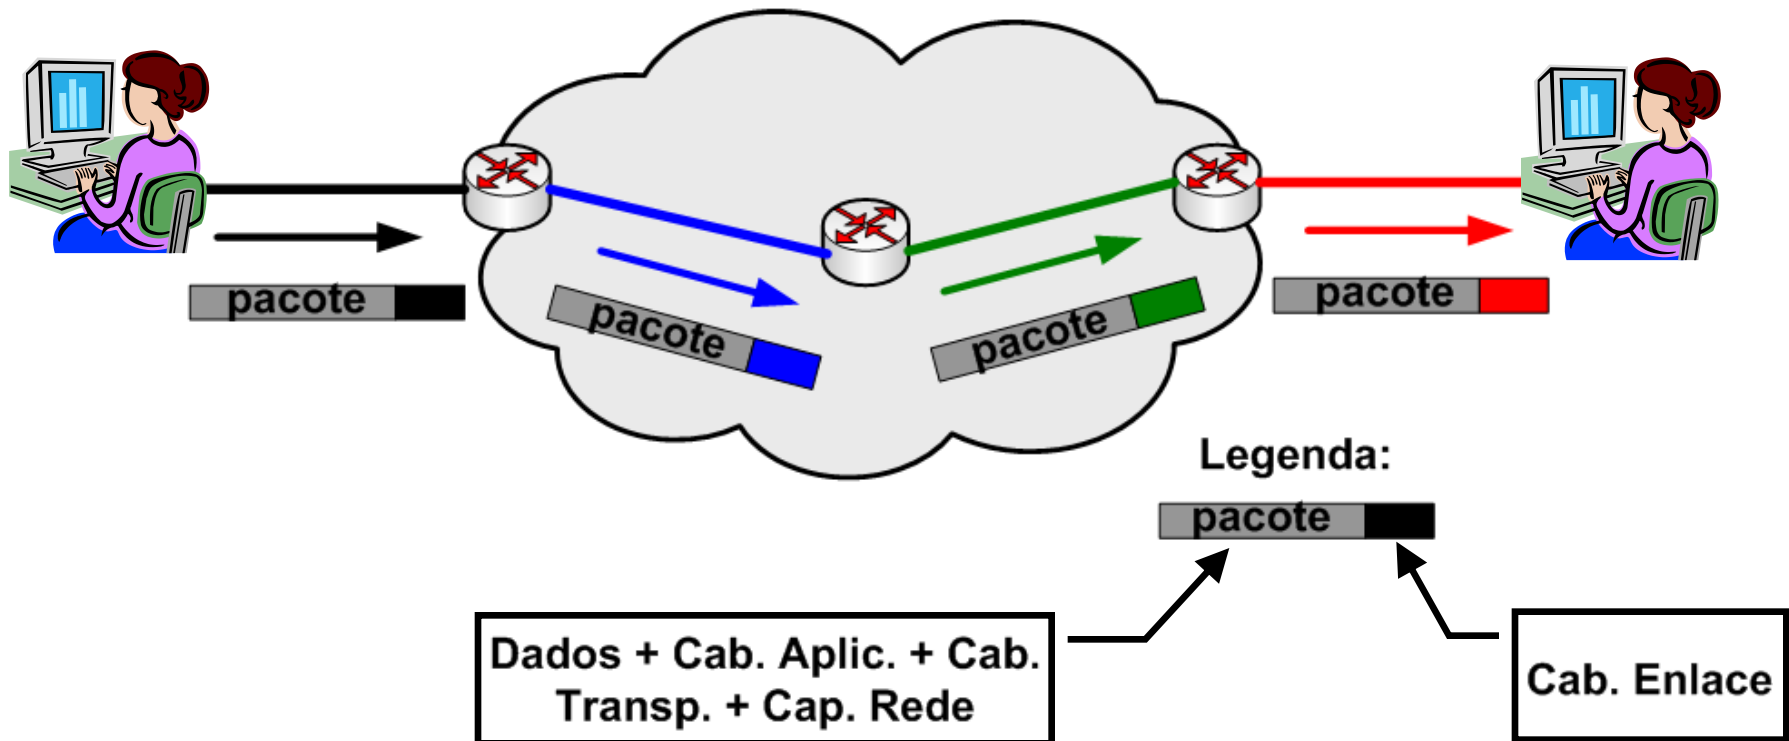 pacote
pacote
pacote
pacote
Legenda:
pacote
Dados + Cab. Aplic. + Cab.
Transp. + Cap. Rede
Cab. Enlace